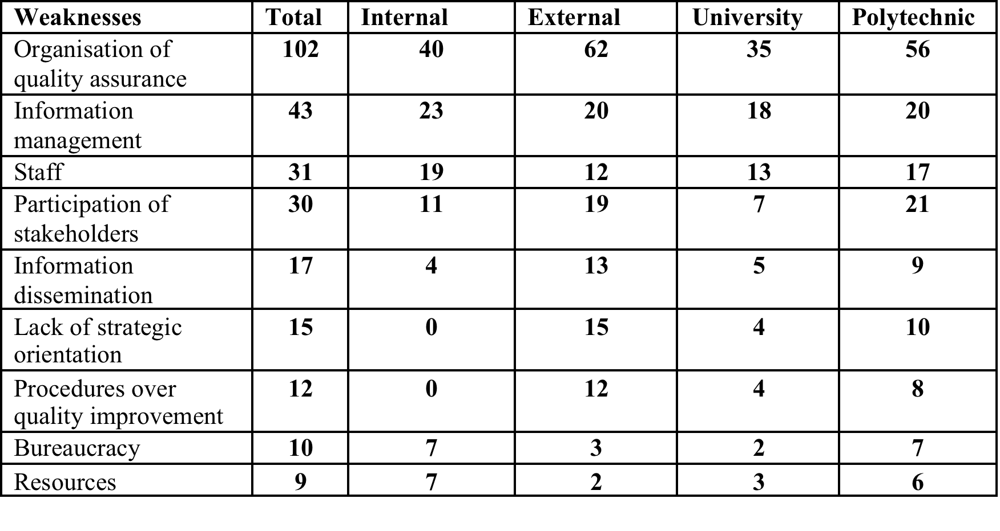 Weaknesses Total Internal External University Polytechnic
Organisation of 102 40 62 35 56
quality assurance
Information 43 23 20 18 20
management
Staff 31 19 12 13 17
Participation of 30 11 19 7 21
stakeholders
Information 17 4 13 5 9
dissemination
Lack of strategic 15 0 15 4 10
orientation
Procedures over 12 0 12 4 8
quality improvement
Bureaucracy 10 7 3 2 7
Resources 9 7 2 3 6